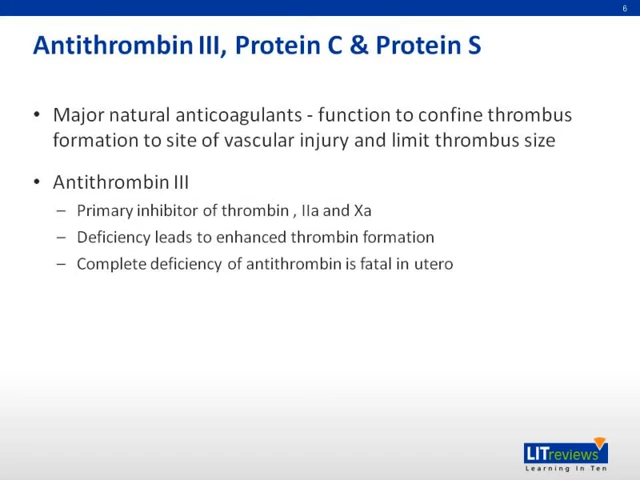 6
Antithrombin III, Protein C & Protein S
• Major natural anticoagulants - function to confine thrombus
formation to site of vascular injury and limit thrombus size
• Antithrombin III
– Primary inhibitor of thrombin , IIa and Xa
– Deficiency leads to enhanced thrombin formation
– Complete deficiency of antithrombin is fatal in utero
LITreviews
Learning In Ten